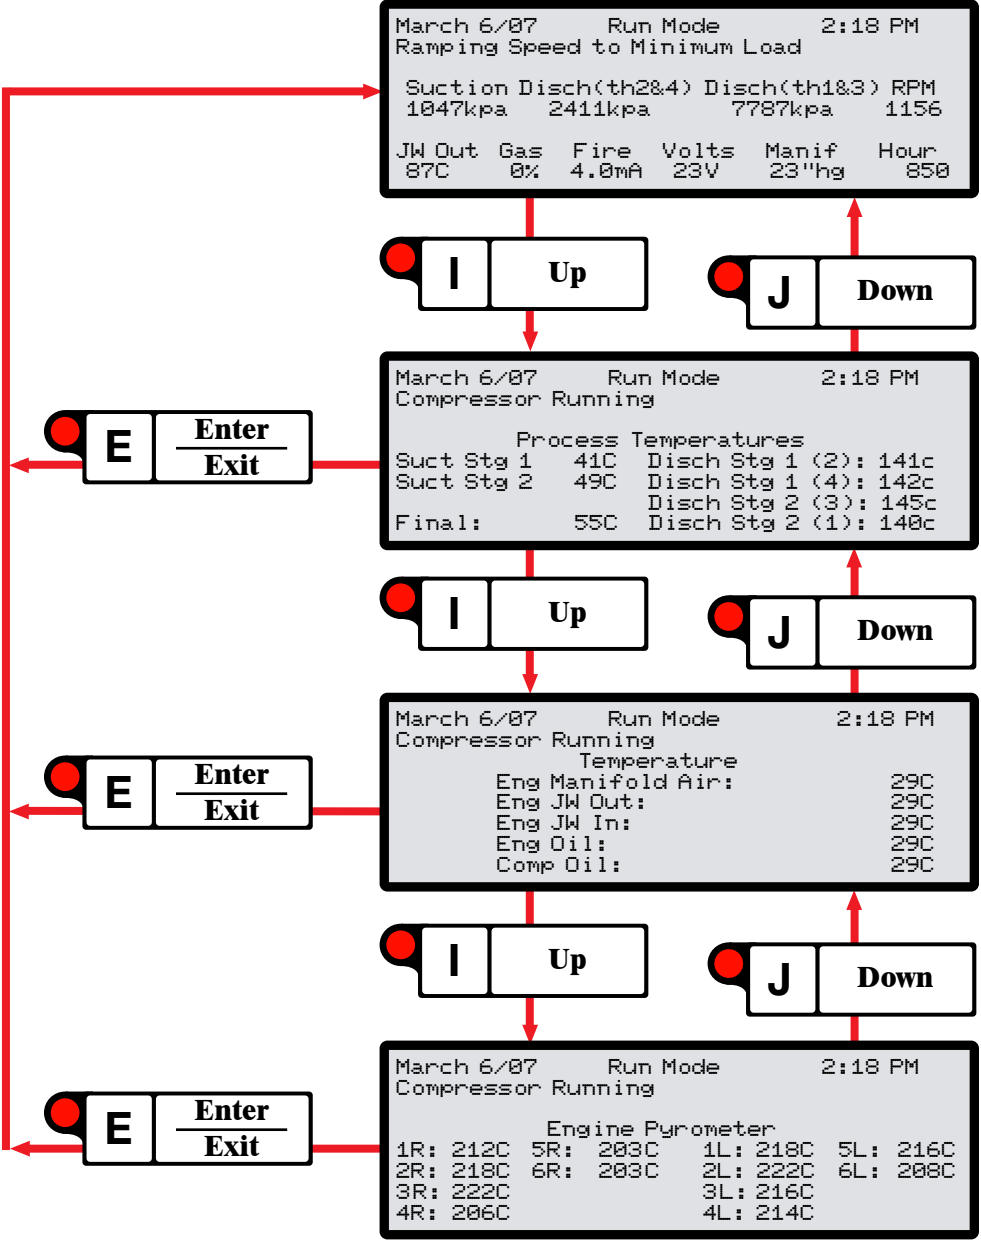 March 6/07 Run Mode 2:18 PM
Ramping Speed to Minimum Load
Suction Disch(th2&4) Disch(th1&3) RPM
1047kpa 2411kpa 7787kpa 1156
JW Out Gas Fire Volts Manif Hour
87C 0% 4.0mA 23V 23"hg 850
I Up
J Down
March 6/07 Run Mode 2:18 PM
Compressor Running
Process Temperatures
Suct Stg 1 41C Disch Stg 1 (2): 141c
Suct Stg 2 49C Disch Stg 1 (4): 142c
Disch Stg 2 (3): 145c
Final: 55C Disch Stg 2 (1): 140c
E Enter
Exit
I Up
J Down
March 6/07 Run Mode 2:18 PM
Compressor Running
Temperature
Eng Manifold Air: 29C
Eng JW Out: 29C
Eng JW In: 29C
Eng Oil: 29C
Comp Oil: 29C
E Enter
Exit
I Up
J Down
March 6/07 Run Mode 2:18 PM
Compressor Running
Engine Pyrometer
1R: 212C 5R: 203C 1L: 218C 5L: 216C
2R: 218C 6R: 203C 2L: 222C 6L: 208C
3R: 222C 3L: 216C
4R: 206C 4L: 214C
E Enter
Exit